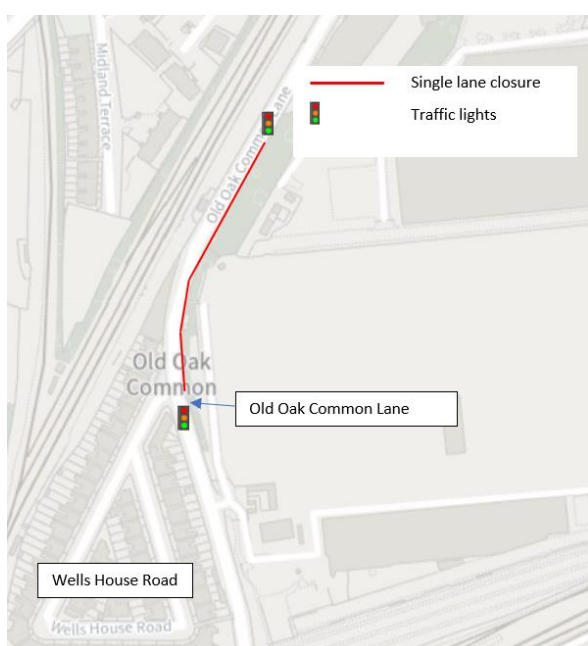 Midland Terrace
Single lane closure
Traffic lights
Old Oak Common Lane
Old Oak
Common
Old Oak Common Lane
Wells House Road
Wells House Road